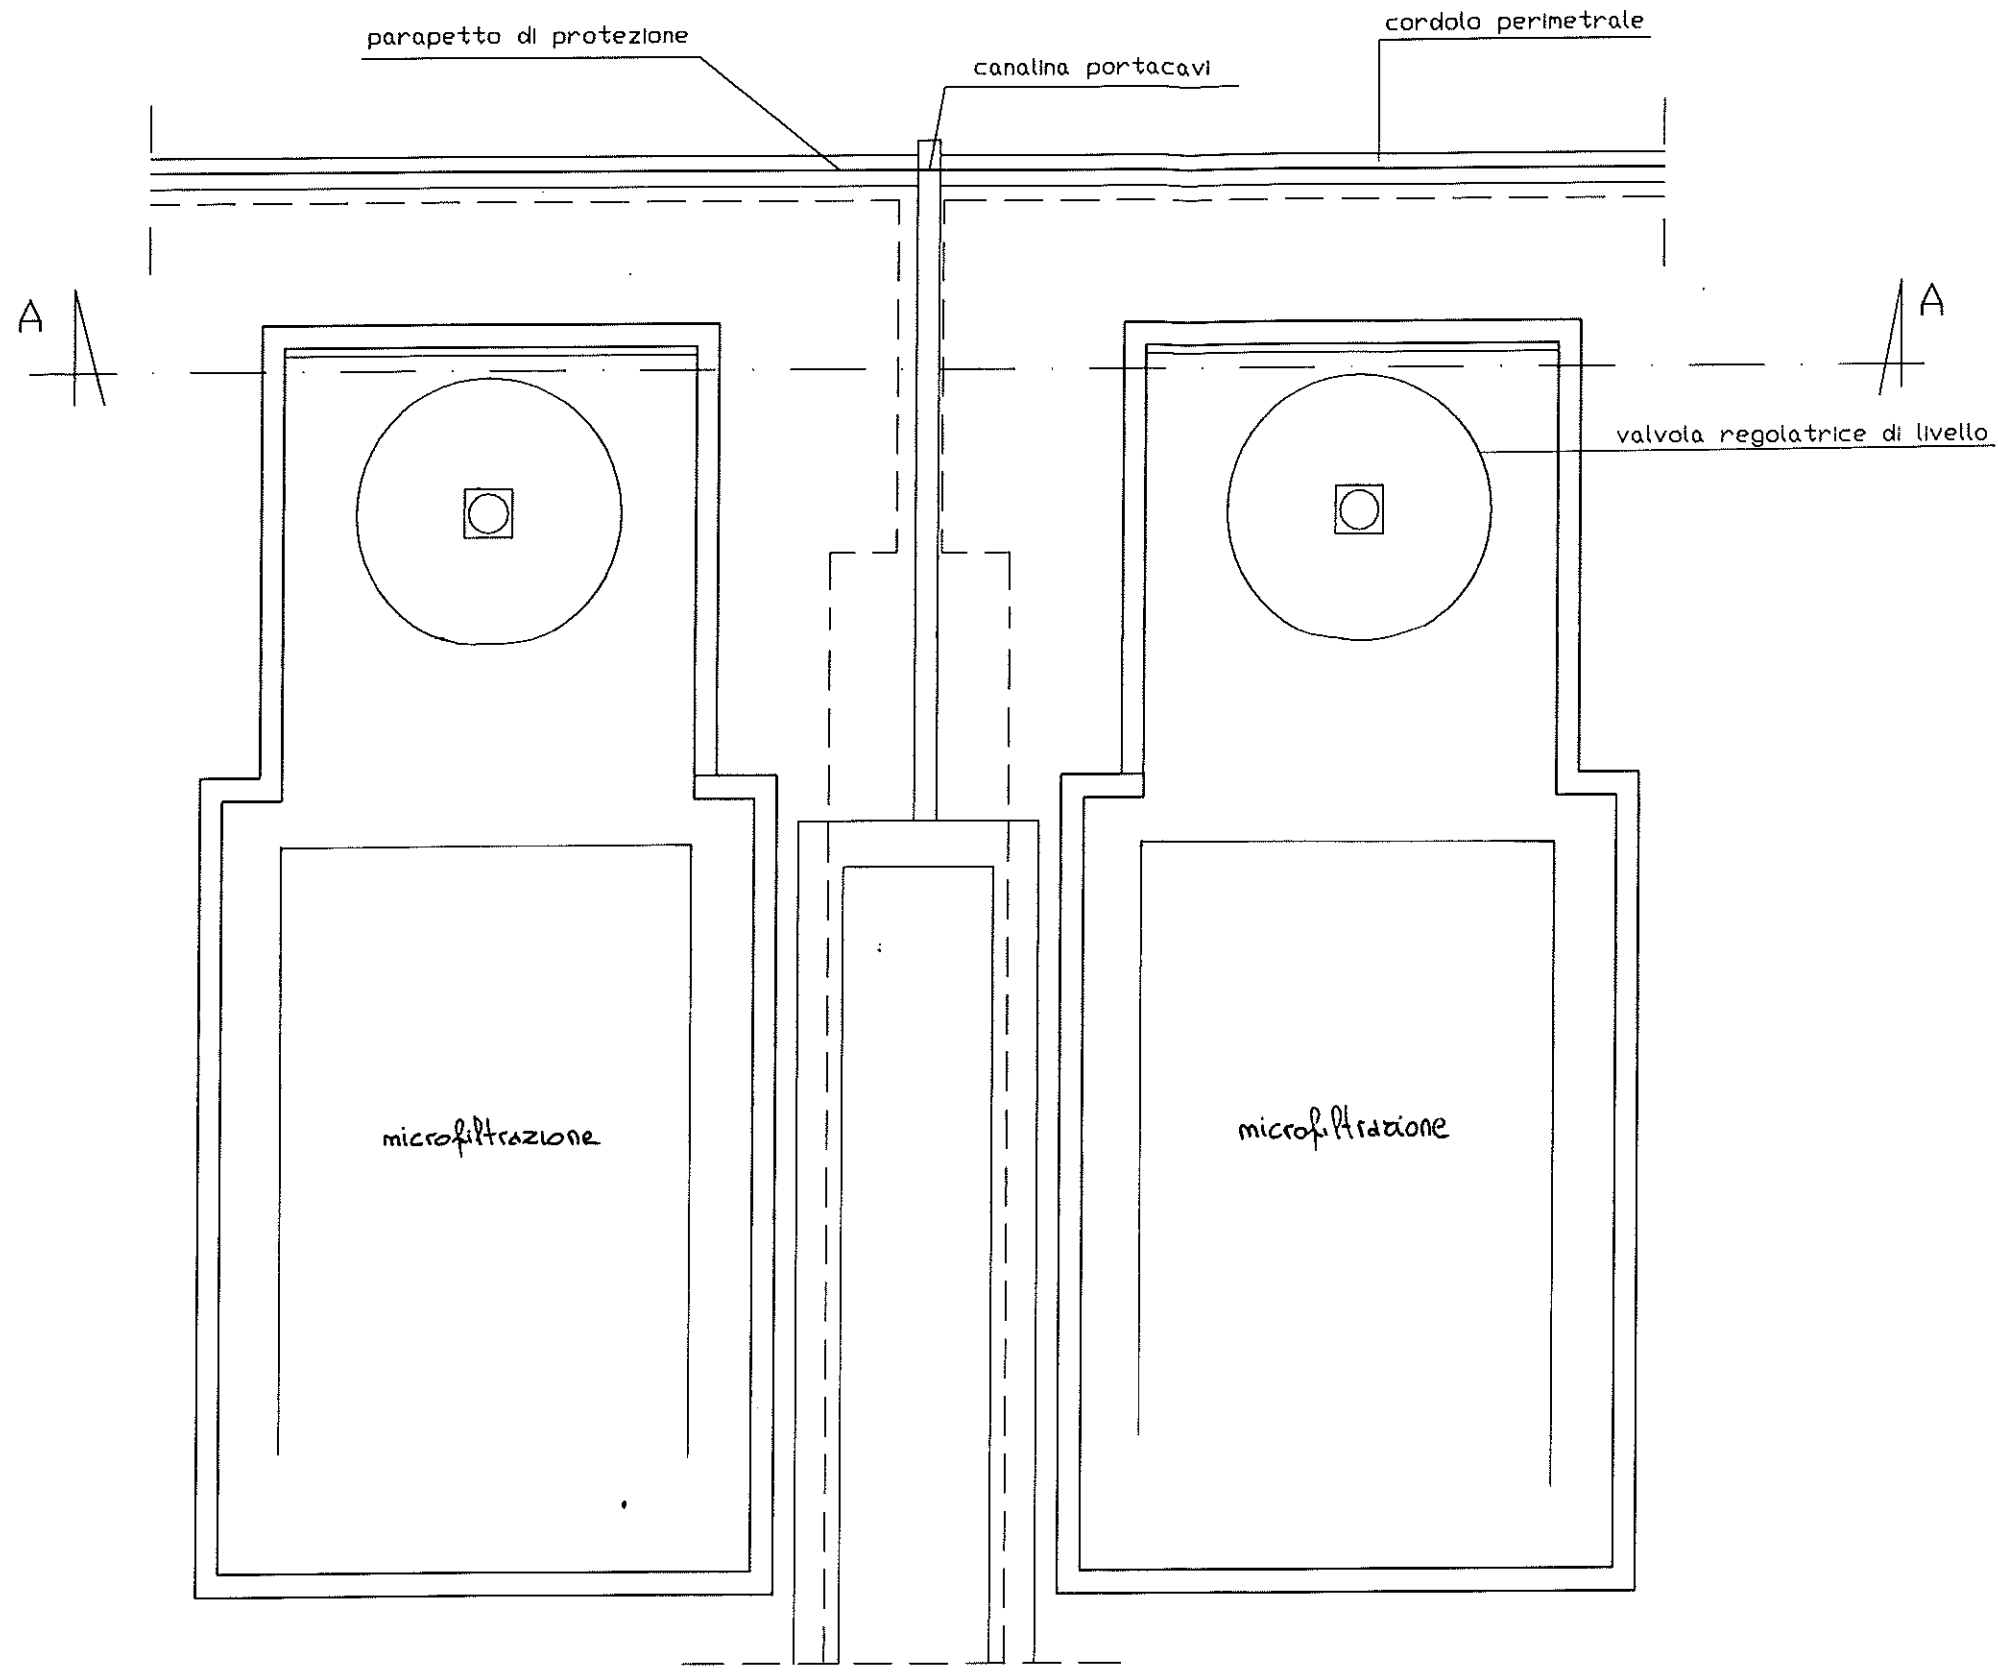 cordolo perimetrale
parapetto di protezione
canalina portacavi
A
A
valvola regolatrice di livello
microfiltrazione
microfiltrazione